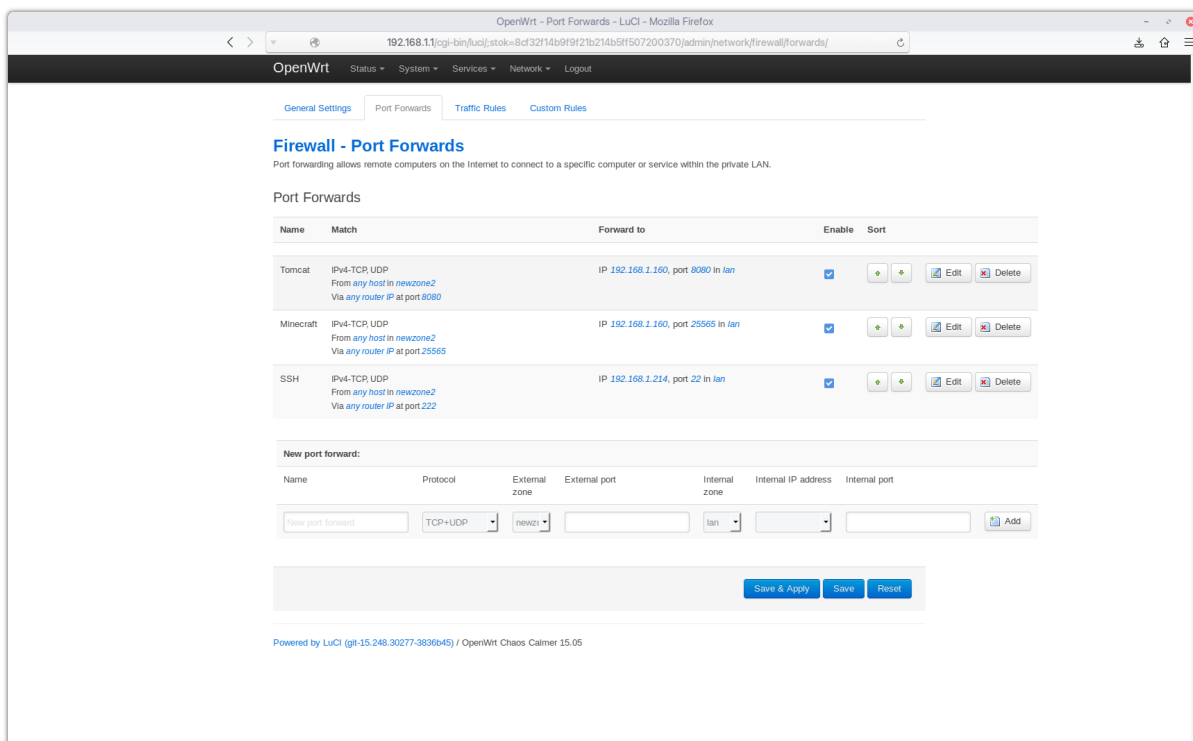 OpenWrt - Port Forwards - LuCI - Mozilla Firefox
192.168.1.1/cgi-bin/luci/;stok=8cf32f14b9f9f21b214b5ff507200370/admin/network/firewall/forwards/
OpenWrt Status System Services Network Logout
General Settings Port Forwards Traffic Rules Custom Rules
Firewall - Port Forwards
Port forwarding allows remote computers on the Internet to connect to a specific computer or service within the private LAN.
Port Forwards
Name Match Forward to Enable Sort
Tomcat IPv4-TCP, UDP IP 192.168.1.160, port 8080 in lan Edit Delete
From any host in newzone2
Via any router IP at port 8080
Minecraft IPv4-TCP, UDP IP 192.168.1.160, port 25565 in lan Edit Delete
From any host in newzone2
Via any router IP at port 25565
SSH IPv4-TCP, UDP IP 192.168.1.214, port 22 in lan Edit Delete
From any host in newzone2
Via any router IP at port 222
New port forward:
Name Protocol External zone External port Internal zone Internal IP address Internal port
New port forward TCP+UDP newzo lan Add
Save & Apply Save Reset
Powered by LuCI (git-15.248.30277-3836b45) / OpenWrt Chaos Calmer 15.05